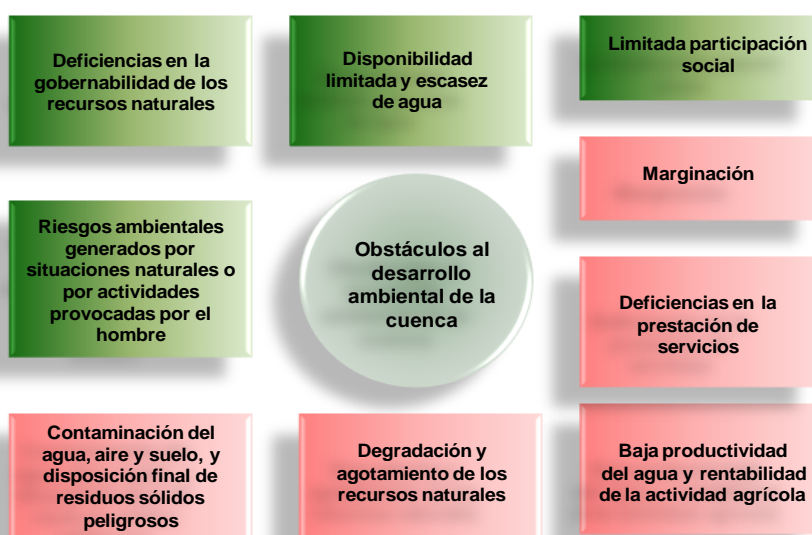 Deficiencias en la
gobernabilidad de los
recursos naturales
Disponibilidad
limitada y escasez
de agua
Limitada participación
social
Marginación
Riesgos ambientales
generados por
situaciones naturales o
por actividades
provocadas por el
hombre
Obstáculos al
desarrollo
ambiental de la
cuenca
Deficiencias en la
prestación de
servicios
Contaminación del
agua, aire y suelo, y
disposición final de
residuos sólidos
peligrosos
Degradación y
agotamiento de los
recursos naturales
Baja productividad
del agua y rentabilidad
de la actividad agrícola